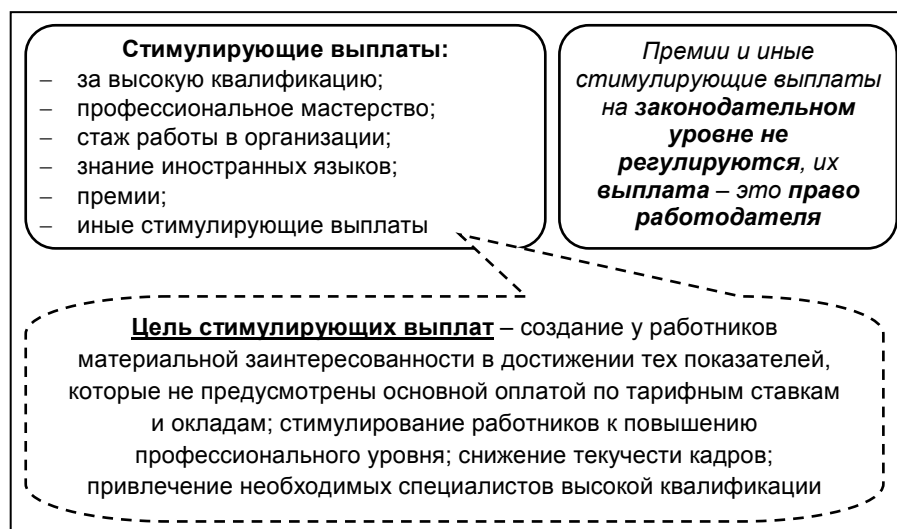 Стимулирующие выплаты:
– за высокую квалификацию;
– профессиональное мастерство;
– стаж работы в организации;
– знание иностранных языков;
– премии;
– иные стимулирующие выплаты
Премии и иные
стимулирующие выплаты
на законодательном
уровне не
регулируются, их
выплата – это право
работодателя
Цель стимулирующих выплат – создание у работников
материальной заинтересованности в достижении тех показателей,
которые не предусмотрены основной оплатой по тарифным ставкам
и окладам; стимулирование работников к повышению
профессионального уровня; снижение текучести кадров;
привлечение необходимых специалистов высокой квалификации